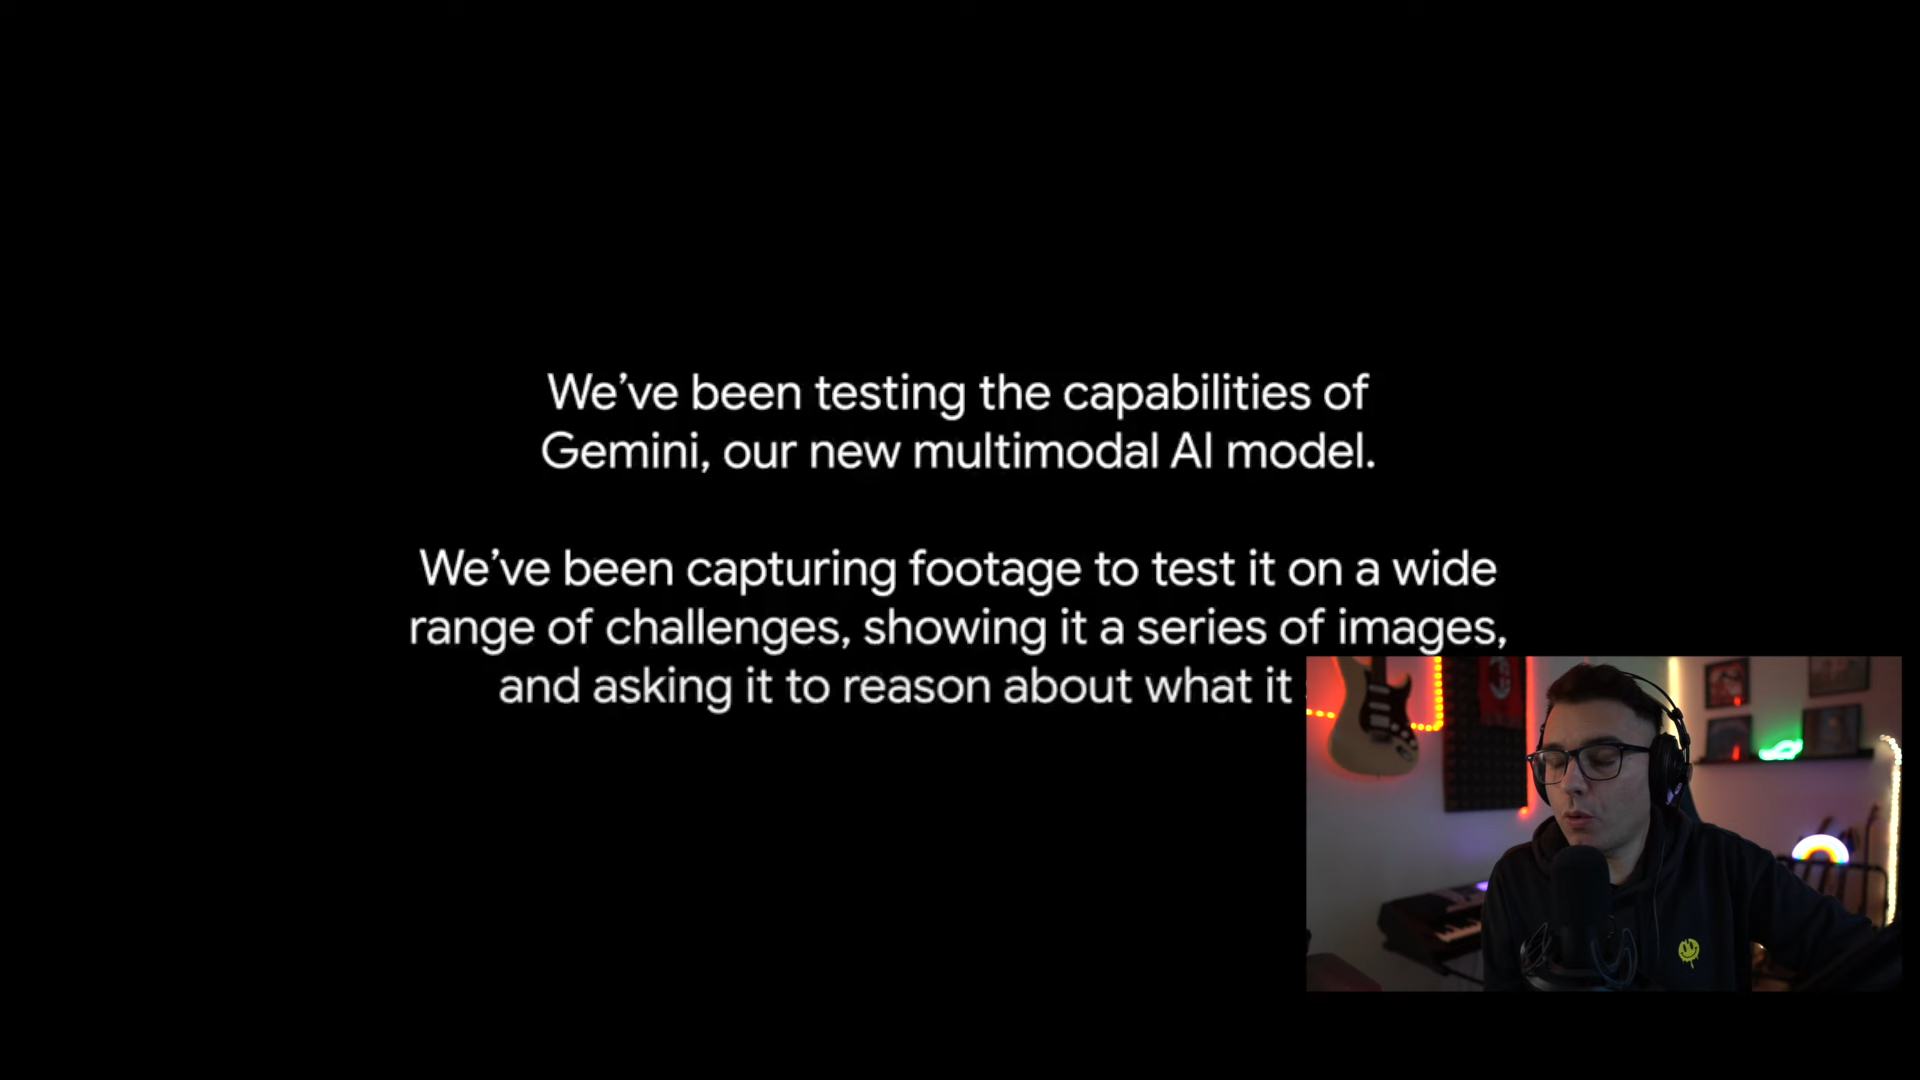 We’ve been testing the capabilities of
Gemini, our new multimodal AI model.
We’ve been capturing footage to test it on a wide
range of challenges, showing it a series of images,
and asking it to reason about what it